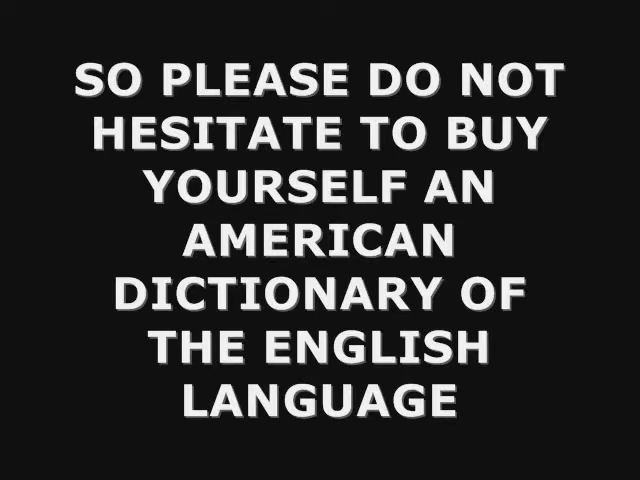 SO PLEASE DO NOT
HESITATE TO BUY
YOURSELF AN
AMERICAN
DICTIONARY OF
THE ENGLISH
LANGUAGE